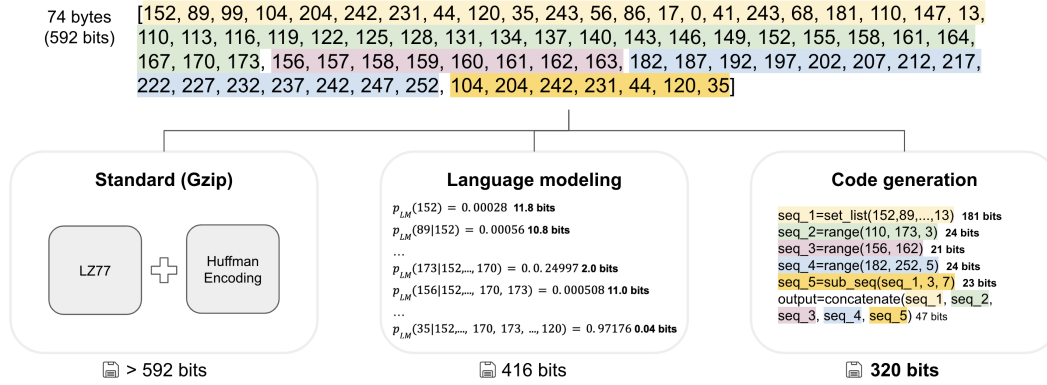 74 bytes
(592 bits)
[152, 89, 99, 104, 204, 242, 231, 44, 120, 35, 243, 56, 86, 17, 0, 41, 243, 68, 181, 110, 147, 13,
110, 113, 116, 119, 122, 125, 128, 131, 134, 137, 140, 143, 146, 149, 152, 155, 158, 161, 164,
167, 170, 173, 156, 157, 158, 159, 160, 161, 162, 163, 182, 187, 192, 197, 202, 207, 212, 217,
222, 227, 232, 237, 242, 247, 252, 104, 204, 242, 231, 44, 120, 35]
Standard (Gzip)
LZ77
Huffman
Encoding
> 592 bits
Language modeling
p_LM(152) = 0.00028 11.8 bits
p_LM(89|152) = 0.00056 10.8 bits
...
p_LM(173|152,..., 170) = 0.0.24997 2.0 bits
p_LM(156|152,..., 170, 173) = 0.000508 11.0 bits
...
p_LM(35|152,..., 170, 173, ...,120) = 0.97176 0.04 bits
416 bits
Code generation
seq_1=set_list(152,89,...,13) 181 bits
seq_2=range(110, 173, 3) 24 bits
seq_3=range(156, 162) 21 bits
seq_4=range(182, 252, 5) 24 bits
seq_5=sub_seq(seq_1, 3, 7) 23 bits
output=concatenate(seq_1, seq_2,
seq_3, seq_4, seq_5) 47 bits
320 bits